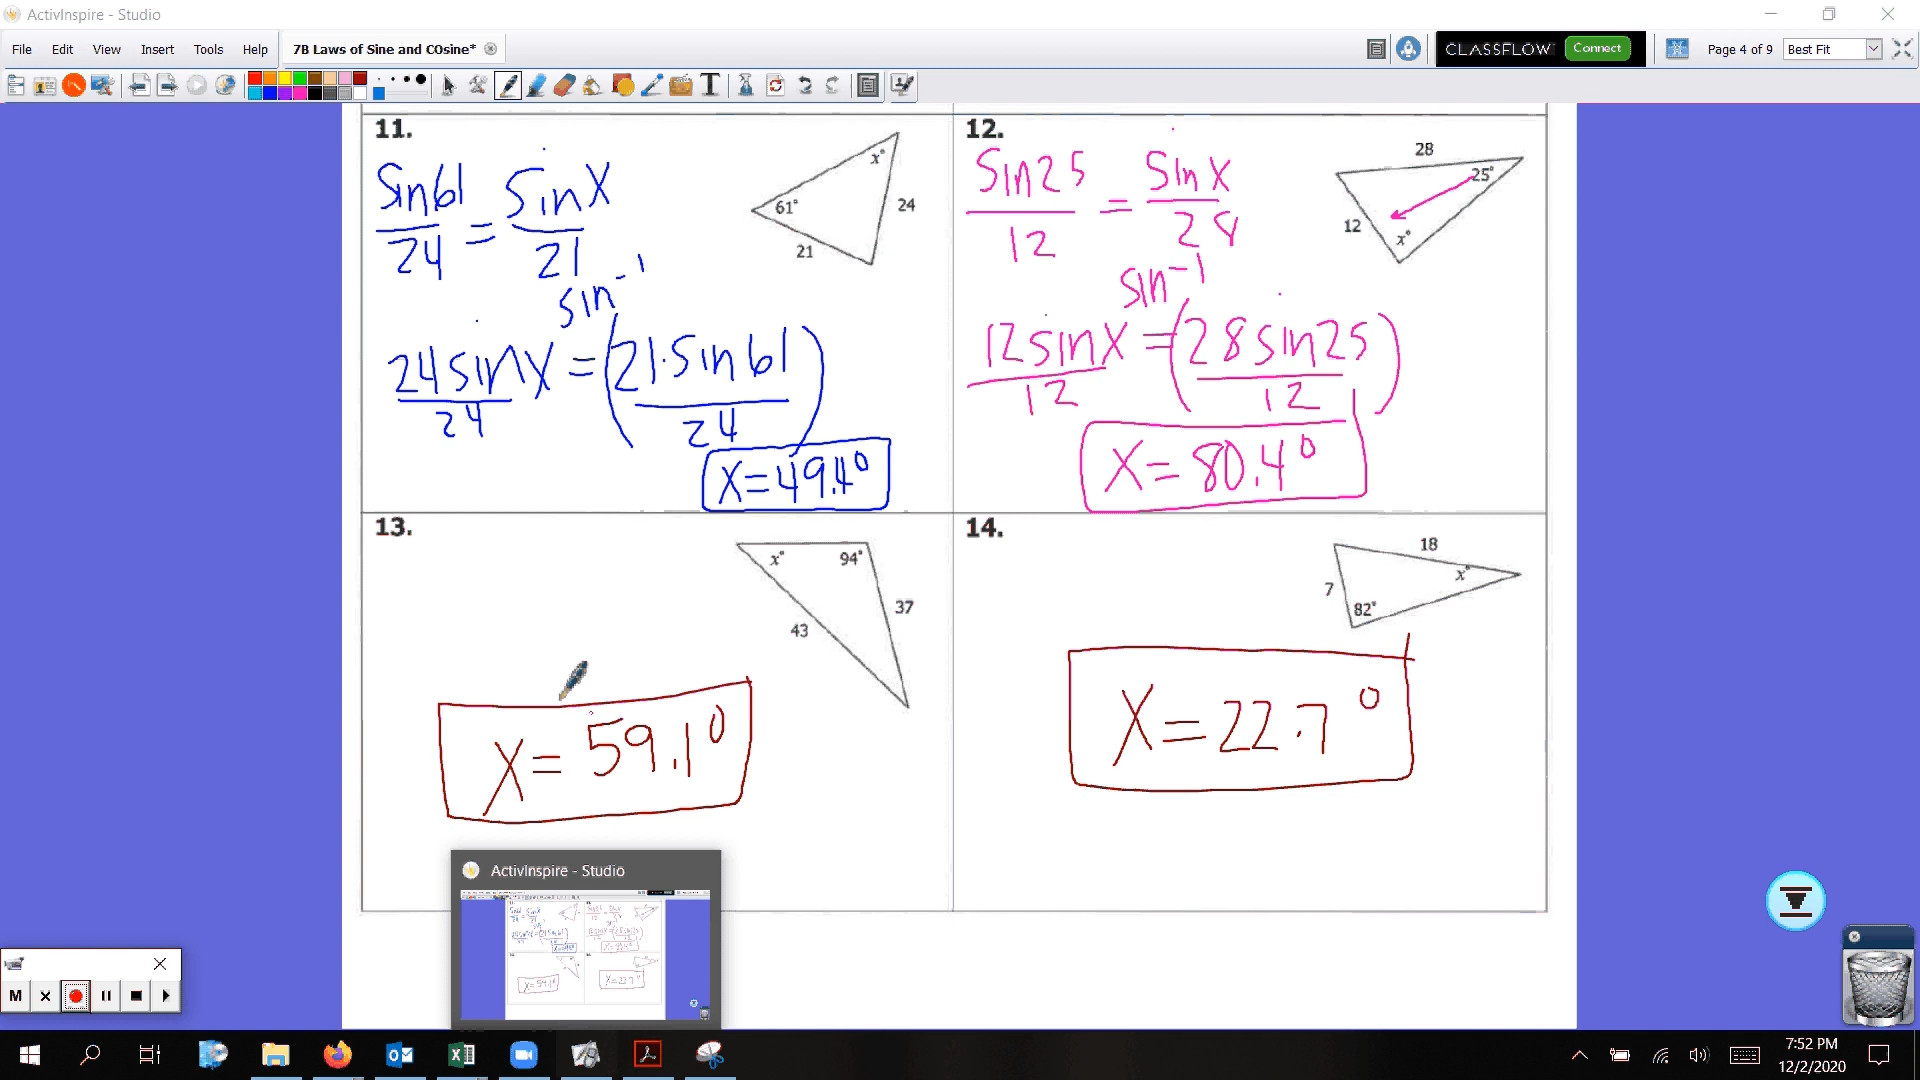 ActivInspire - Studio
File Edit View Insert Tools Help
7B Laws of Sine and COsine*
CLASSFLOW Connect
Page 4 of 9
Best Fit
11.
sin61/24 = sinX/21
x°
61°
24
21
sin⁻¹
24sinX/24 = (21·sin61/24)
X=49.4°
12.
Sin25/12 = SinX/28
28
25°
12
x°
sin⁻¹
12sinX/12 = (28sin25/12)
X=80.4°
13.
x°
94°
37
43
X= 59.1°
14.
18
x°
7
82°
X=22.7°
ActivInspire - Studio
M
7:52 PM
12/2/2020